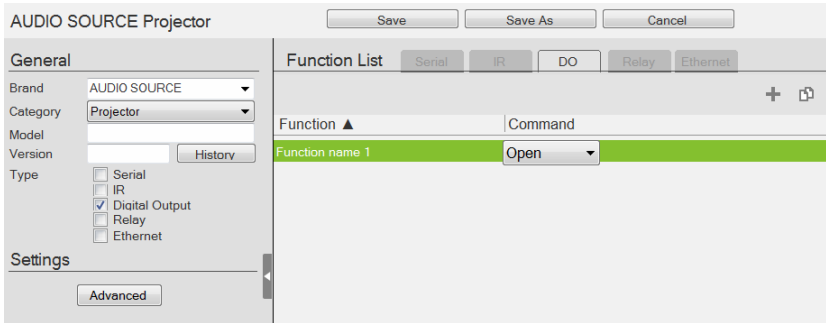 AUDIO SOURCE Projector
Save
Save As
Cancel
General
Brand
AUDIO SOURCE
Category
Projector
Model
Version
History
Type
Serial
IR
Digital Output
Relay
Ethernet
Settings
Advanced
Function List
Serial
IR
DO
Relay
Ethernet
Function ▲
Command
Function name 1
Open